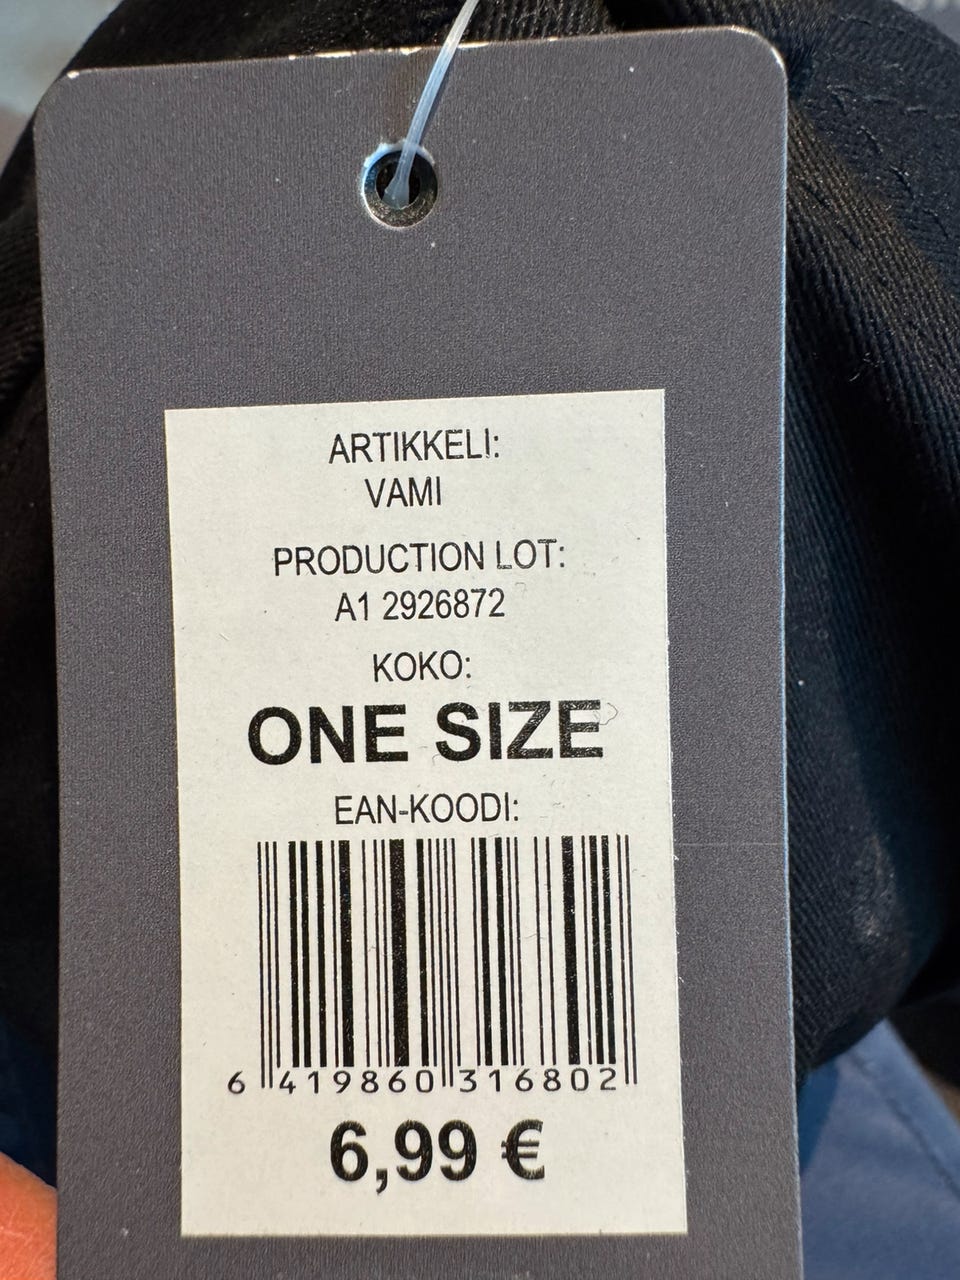 ARTIKKELI:
VAMI
PRODUCTION LOT:
A1 2926872
KOKO:
ONE SIZE
EAN-KOODI:
6 419860 316802
6,99 €